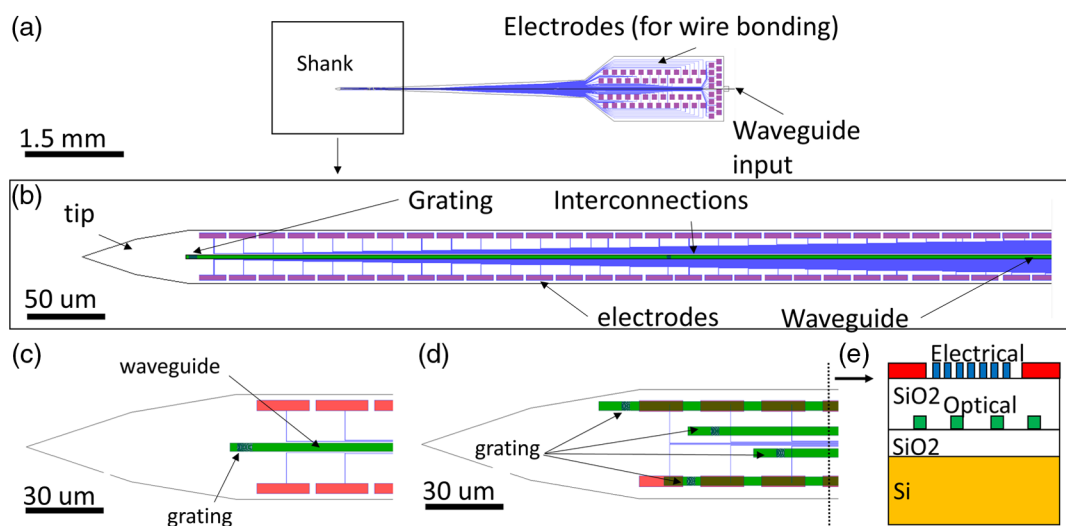 (a)
Electrodes (for wire bonding)
Shank
Waveguide
input
1.5 mm
(b)
tip
Grating
Interconnections
50 um
electrodes
Waveguide
(c)
waveguide
30 um
grating
(d)
grating
30 um
(e)
Electrical
SiO2
Optical
SiO2
Si